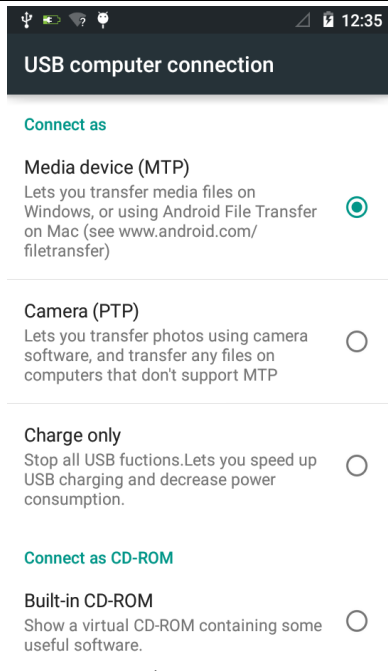 12:35
USB computer connection
Connect as
Media device (MTP)
Lets you transfer media files on
Windows, or using Android File Transfer
on Mac (see www.android.com/
filetransfer)
Camera (PTP)
Lets you transfer photos using camera
software, and transfer any files on
computers that don't support MTP
Charge only
Stop all USB fuctions.Lets you speed up
USB charging and decrease power
consumption.
Connect as CD-ROM
Built-in CD-ROM
Show a virtual CD-ROM containing some
useful software.